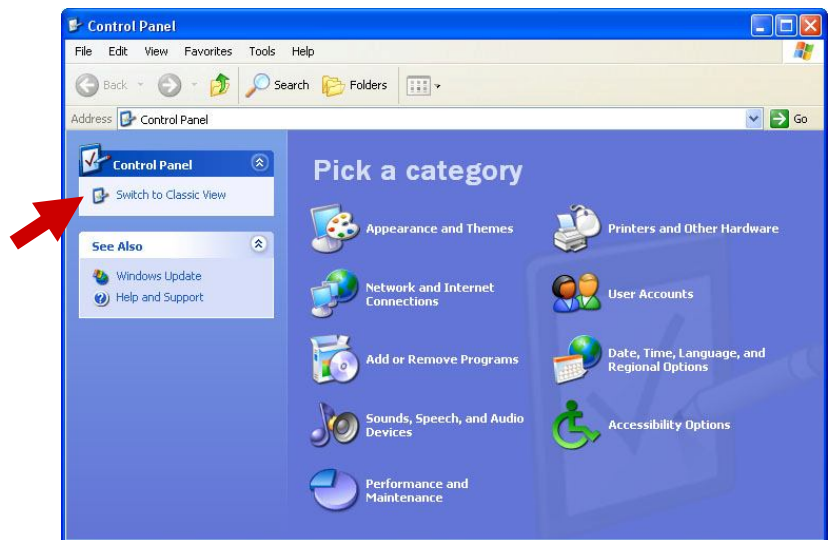 Control Panel
File Edit View Favorites Tools Help
Back Search Folders
Address Control Panel Go
Control Panel
Switch to Classic View
See Also
Windows Update
Help and Support
Pick a category
Appearance and Themes
Printers and Other Hardware
Network and Internet
Connections
User Accounts
Add or Remove Programs
Date, Time, Language, and
Regional Options
Sounds, Speech, and Audio
Devices
Accessibility Options
Performance and
Maintenance